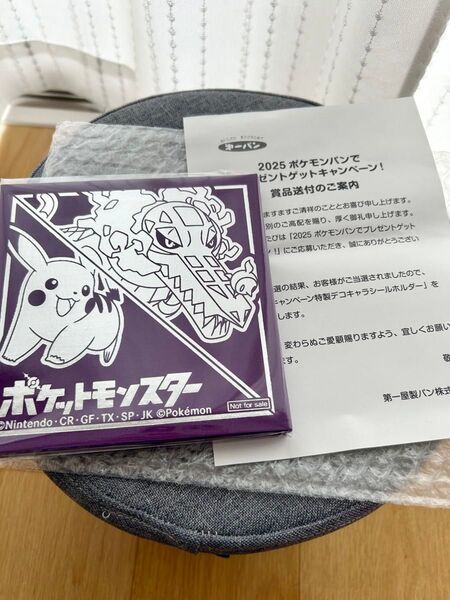 ポケットモンスター
©Nintendo・CR・GF・TX・SP・JK ©Pokémon
Not for sale
第一パン
2025 ポケモンパンで
ゼントゲットキャンペーン！
賞品送付のご案内
ますますご清祥のこととお喜び申し上げます。
別のご高配を賜り、厚く御礼申し上げます。
たびは「2025 ポケモンパンでプレゼントゲット
！」にご応募いただき、誠にありがとうござい
選の結果、お客様がご当選されましたので、
キャンペーン特製デコキャラシールホルダー」を
します。
変わらぬご愛顧賜りますよう、宜しくお願い
ます。
敬
第一屋製パン株式